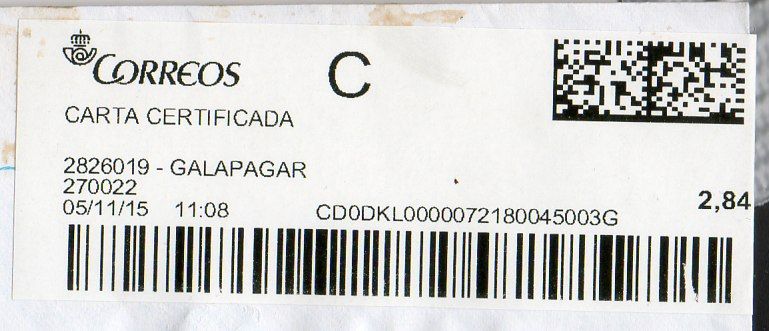 CORREOS
C
CARTA CERTIFICADA
2826019 - GALAPAGAR
270022
05/11/15 11:08
CD0DKL0000072180045003G
2,84